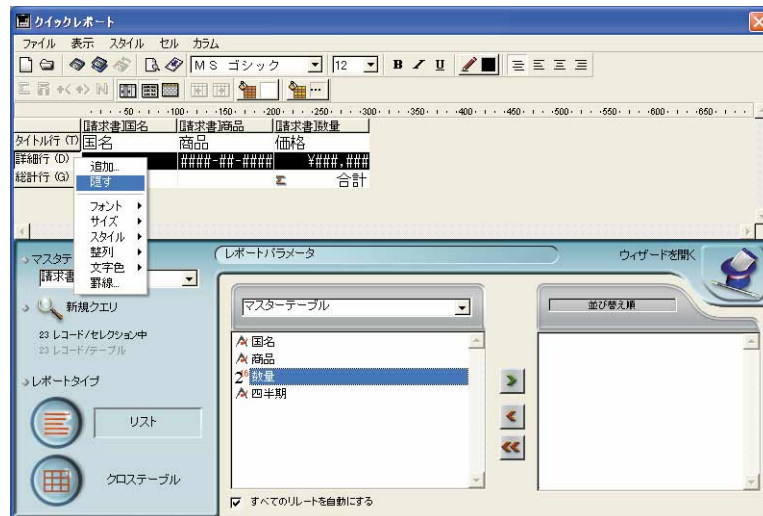 クイックレポート
ファイル 表示 スタイル セル カラム
MS ゴシック 12 B I U
50 100 150 200 250 300 350 400 450 500 550 600 650
[請求書]国名 [請求書]商品 [請求書]数量
タイトル行 (T) 国名 商品 価格
詳細行 (D) ####-##-#### ¥###,###
総計行 (G) Σ 合計
追加...
隠す
フォント
サイズ
スタイル
整列
文字色
罫線...
マスタテ
請求書
新規クエリ
23 レコード/セレクション中
23 レコード/テーブル
レポートタイプ
リスト
クロステーブル
レポートパラメータ
ウィザードを開く
マスターテーブル
並び替え順
国名
商品
数量
四半期
すべてのリレートを自動にする